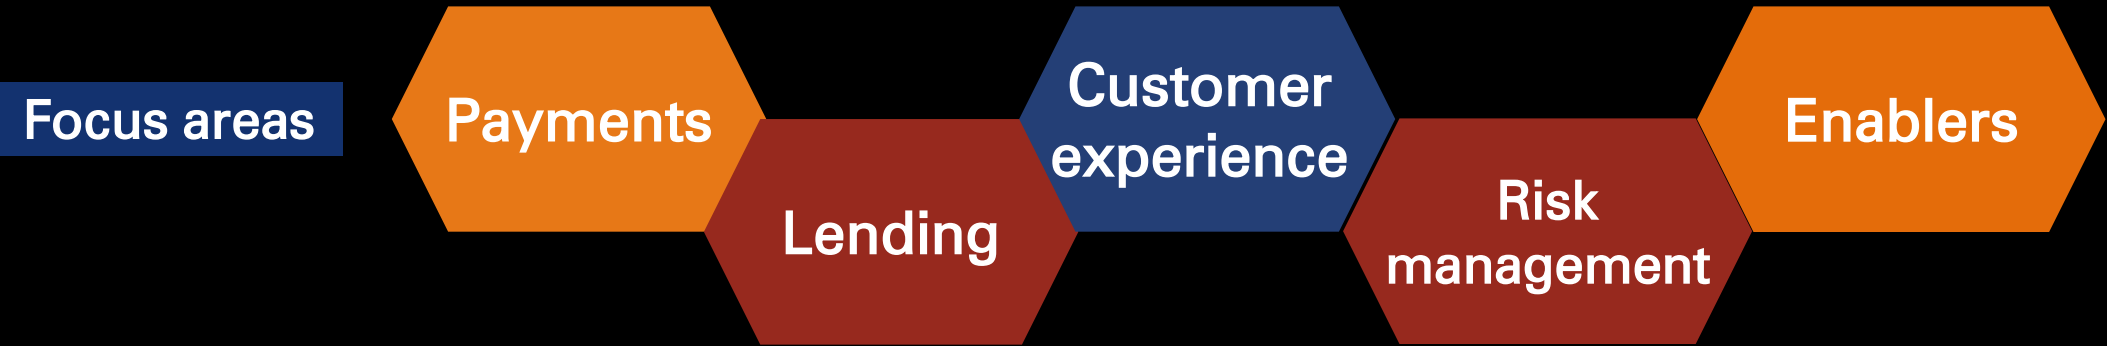 Focus areas
Payments
Lending
Customer
experience
Risk
management
Enablers